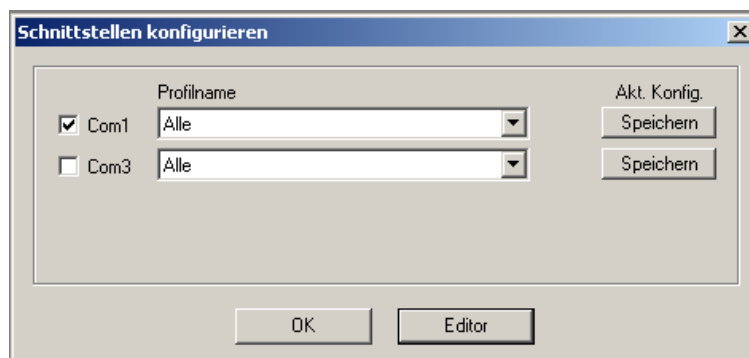 Schnittstellen konfigurieren
Profilname Akt. Konfig.
Com1 Alle Speichern
Com3 Alle Speichern
OK Editor